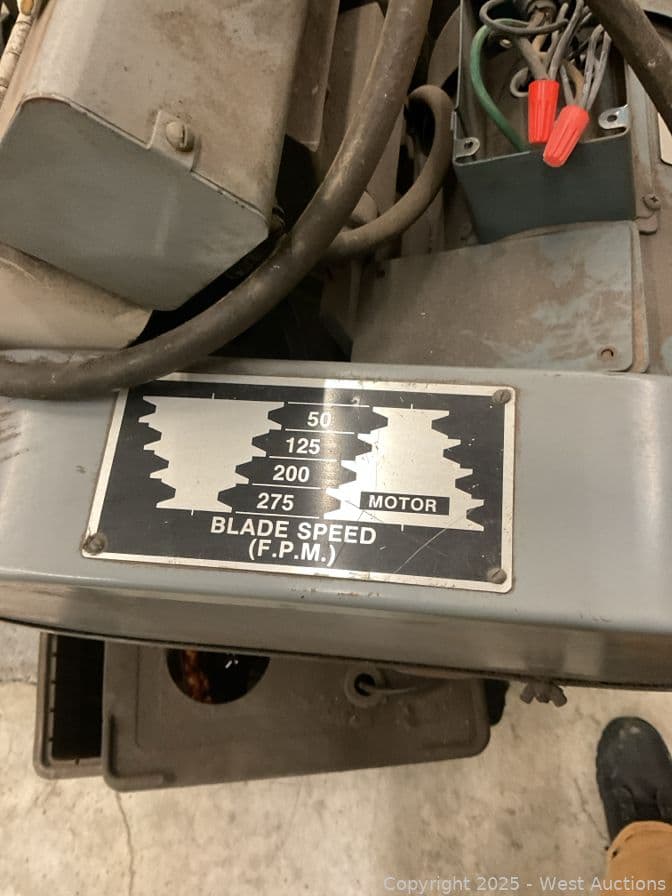 50
125
200
275
MOTOR
BLADE SPEED
(F.P.M.)
Copyright 2025 - West Auctions